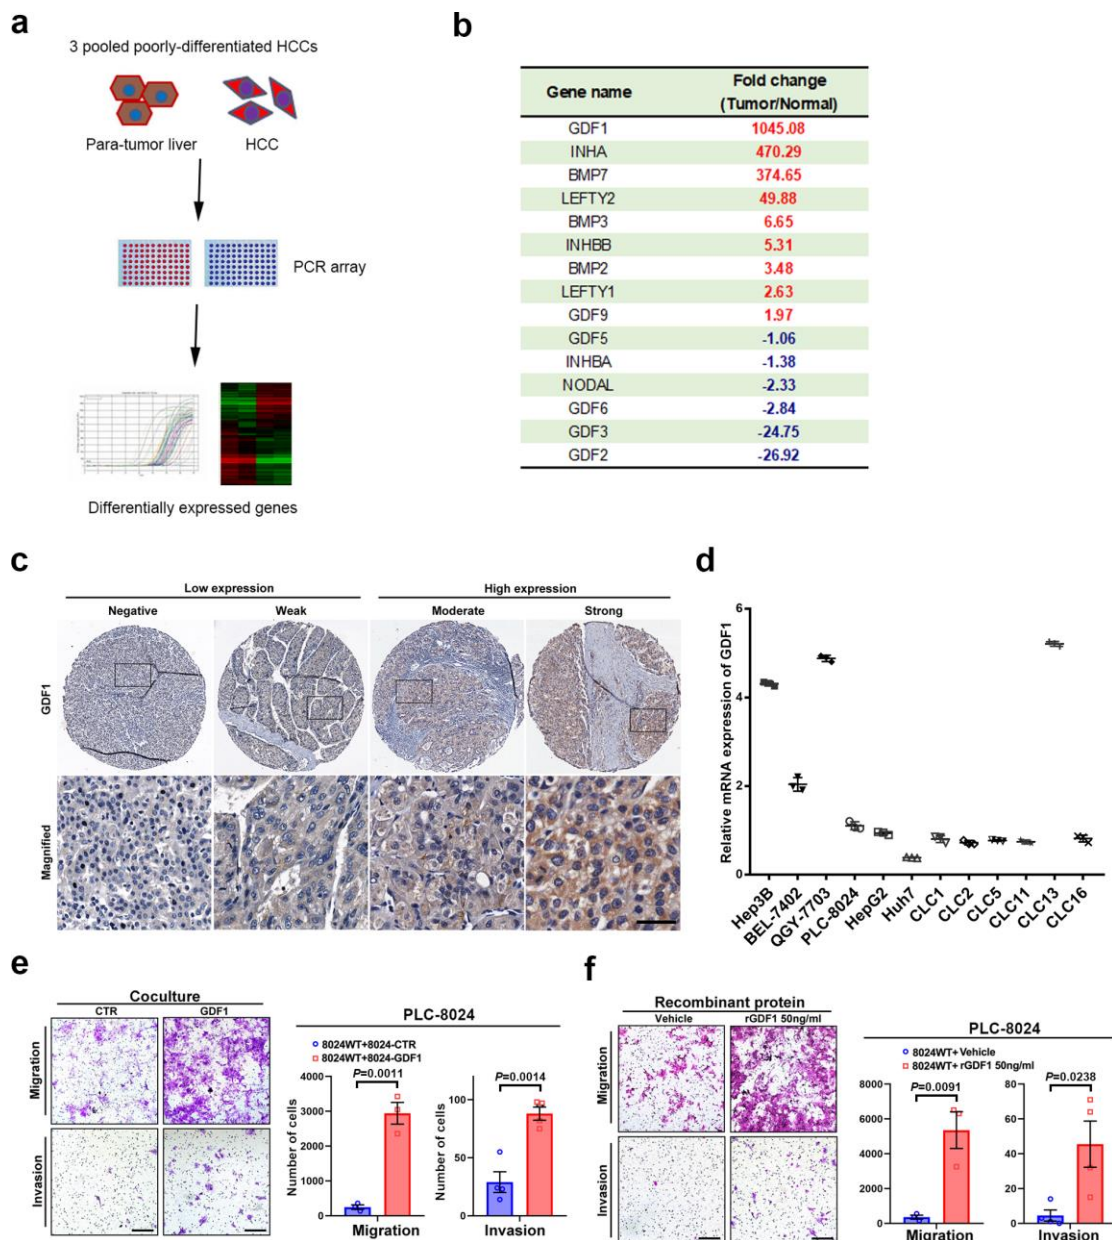 a
3 pooled poorly-differentiated HCCs
Para-tumor liver HCC
PCR array
Differentially expressed genes
b
Gene name Fold change (Tumor/Normal)
GDF1 1045.08
INHA 470.29
BMP7 374.65
LEFTY2 49.88
BMP3 6.65
INHBB 5.31
BMP2 3.48
LEFTY1 2.63
GDF9 1.97
GDF5 -1.06
INHBA -1.38
NODAL -2.33
GDF6 -2.84
GDF3 -24.75
GDF2 -26.92
c
Low expression High expression
Negative Weak Moderate Strong
GDF1
Magnified
d
Relative mRNA expression of GDF1
6
4
2
0
Hep3B
BEL-7402
QGY-7703
PLC-8024
HepG2
Huh7
CLC1
CLC2
CLC5
CLC11
CLC13
CLC16
e
Coculture
CTR GDF1
Migration
Invasion
PLC-8024
8024WT+8024-CTR
8024WT+8024-GDF1
Number of cells
4000
3000
2000
1000
0
P=0.0011
Migration
Number of cells
100
50
0
P=0.0014
Invasion
f
Recombinant protein
Vehicle rGDF1 50ng/ml
Migration
Invasion
PLC-8024
8024WT+Vehicle
8024WT+ rGDF1 50ng/ml
8000
6000
4000
2000
0
P=0.0091
Migration
100
80
60
40
20
0
P=0.0238
Invasion